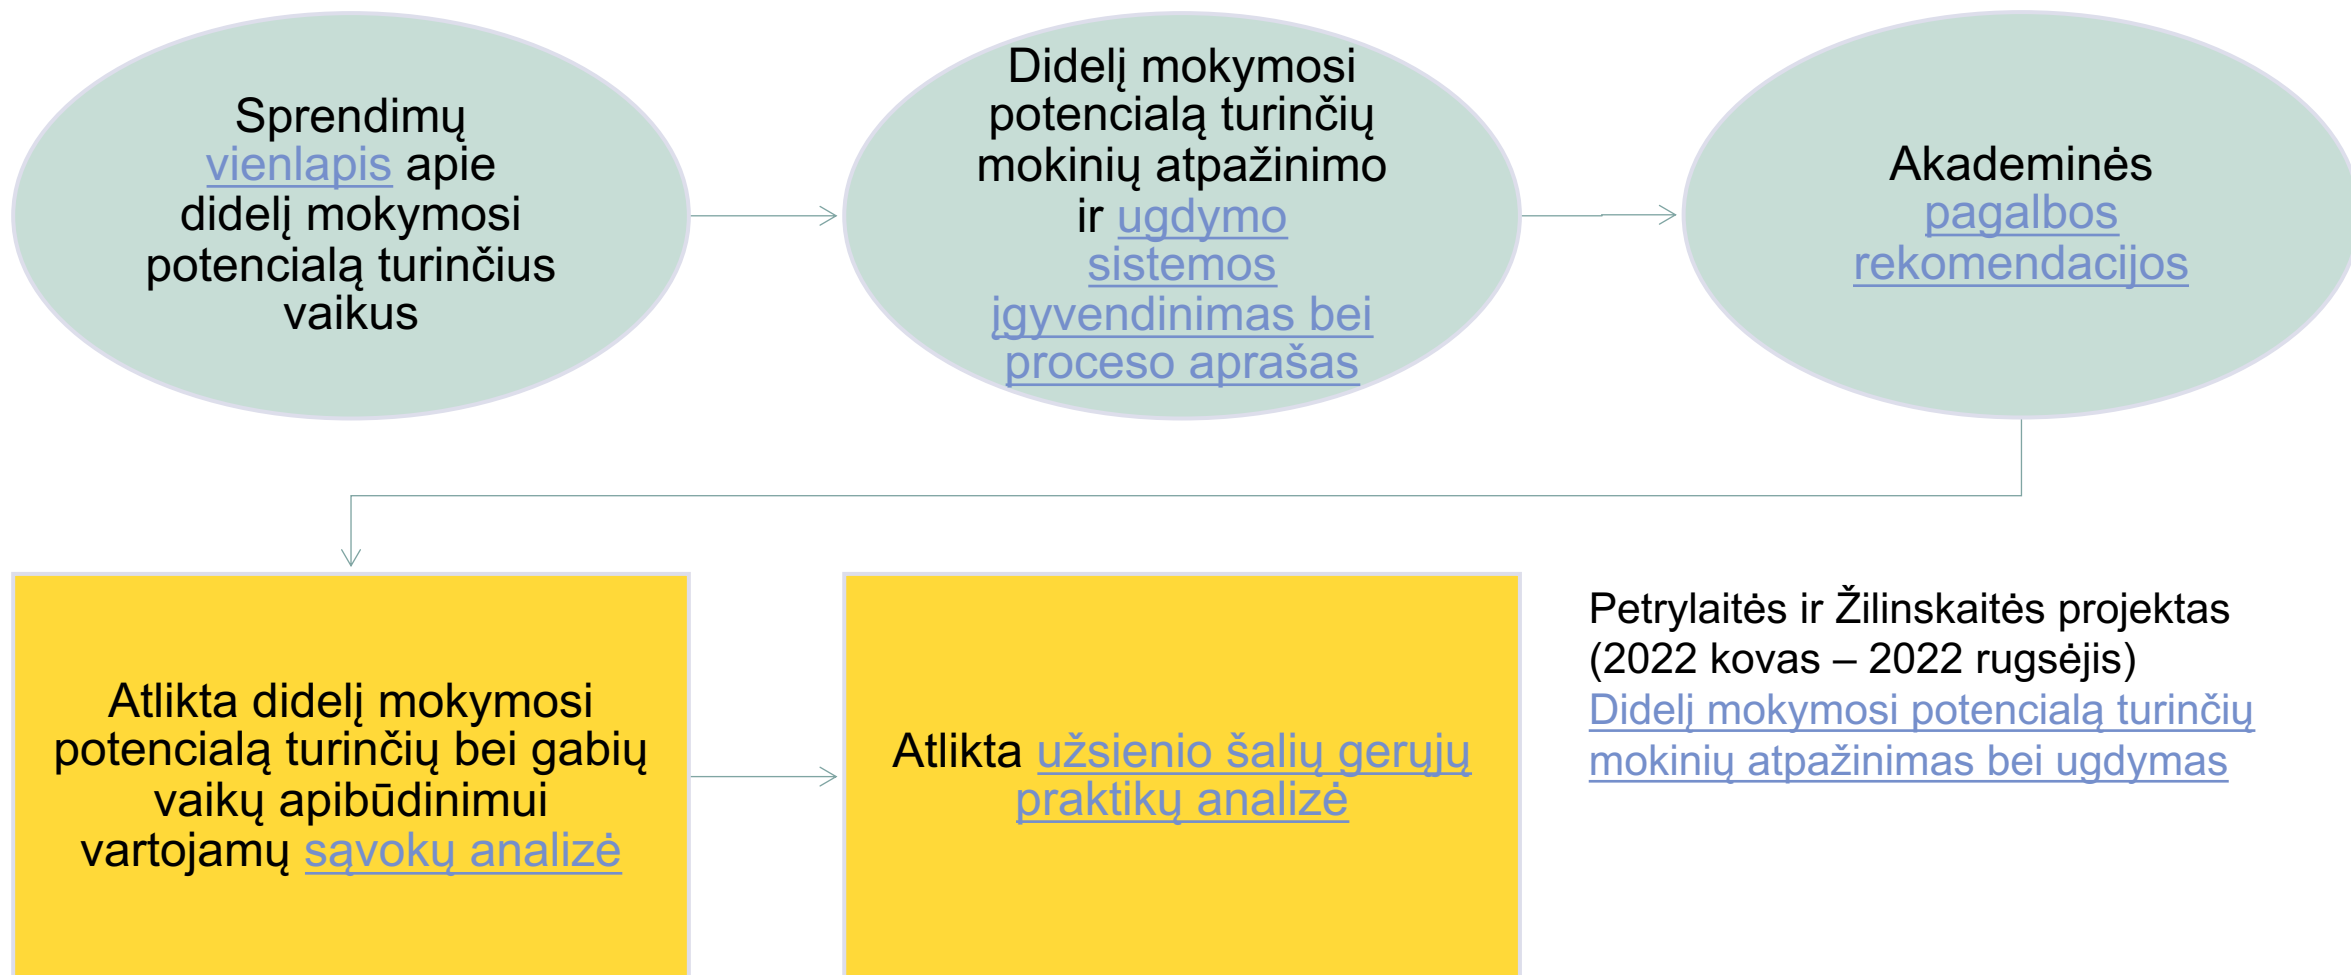 Sprendimų
vienlapis apie
didelį mokymosi
potencialą turinčius
vaikus
Didelį mokymosi
potencialą turinčių
mokinių atpažinimo
ir ugdymo
sistemos
įgyvendinimas bei
proceso aprašas
Akademinės
pagalbos
rekomendacijos
Atlikta didelį mokymosi
potencialą turinčių bei gabių
vaikų apibūdinimui
vartojamų sąvokų analizė
Atlikta užsienio šalių gerųjų
praktikų analizė
Petrylaitės ir Žilinskaitės projektas
(2022 kovas – 2022 rugsėjis)
Didelį mokymosi potencialą turinčių
mokinių atpažinimas bei ugdymas